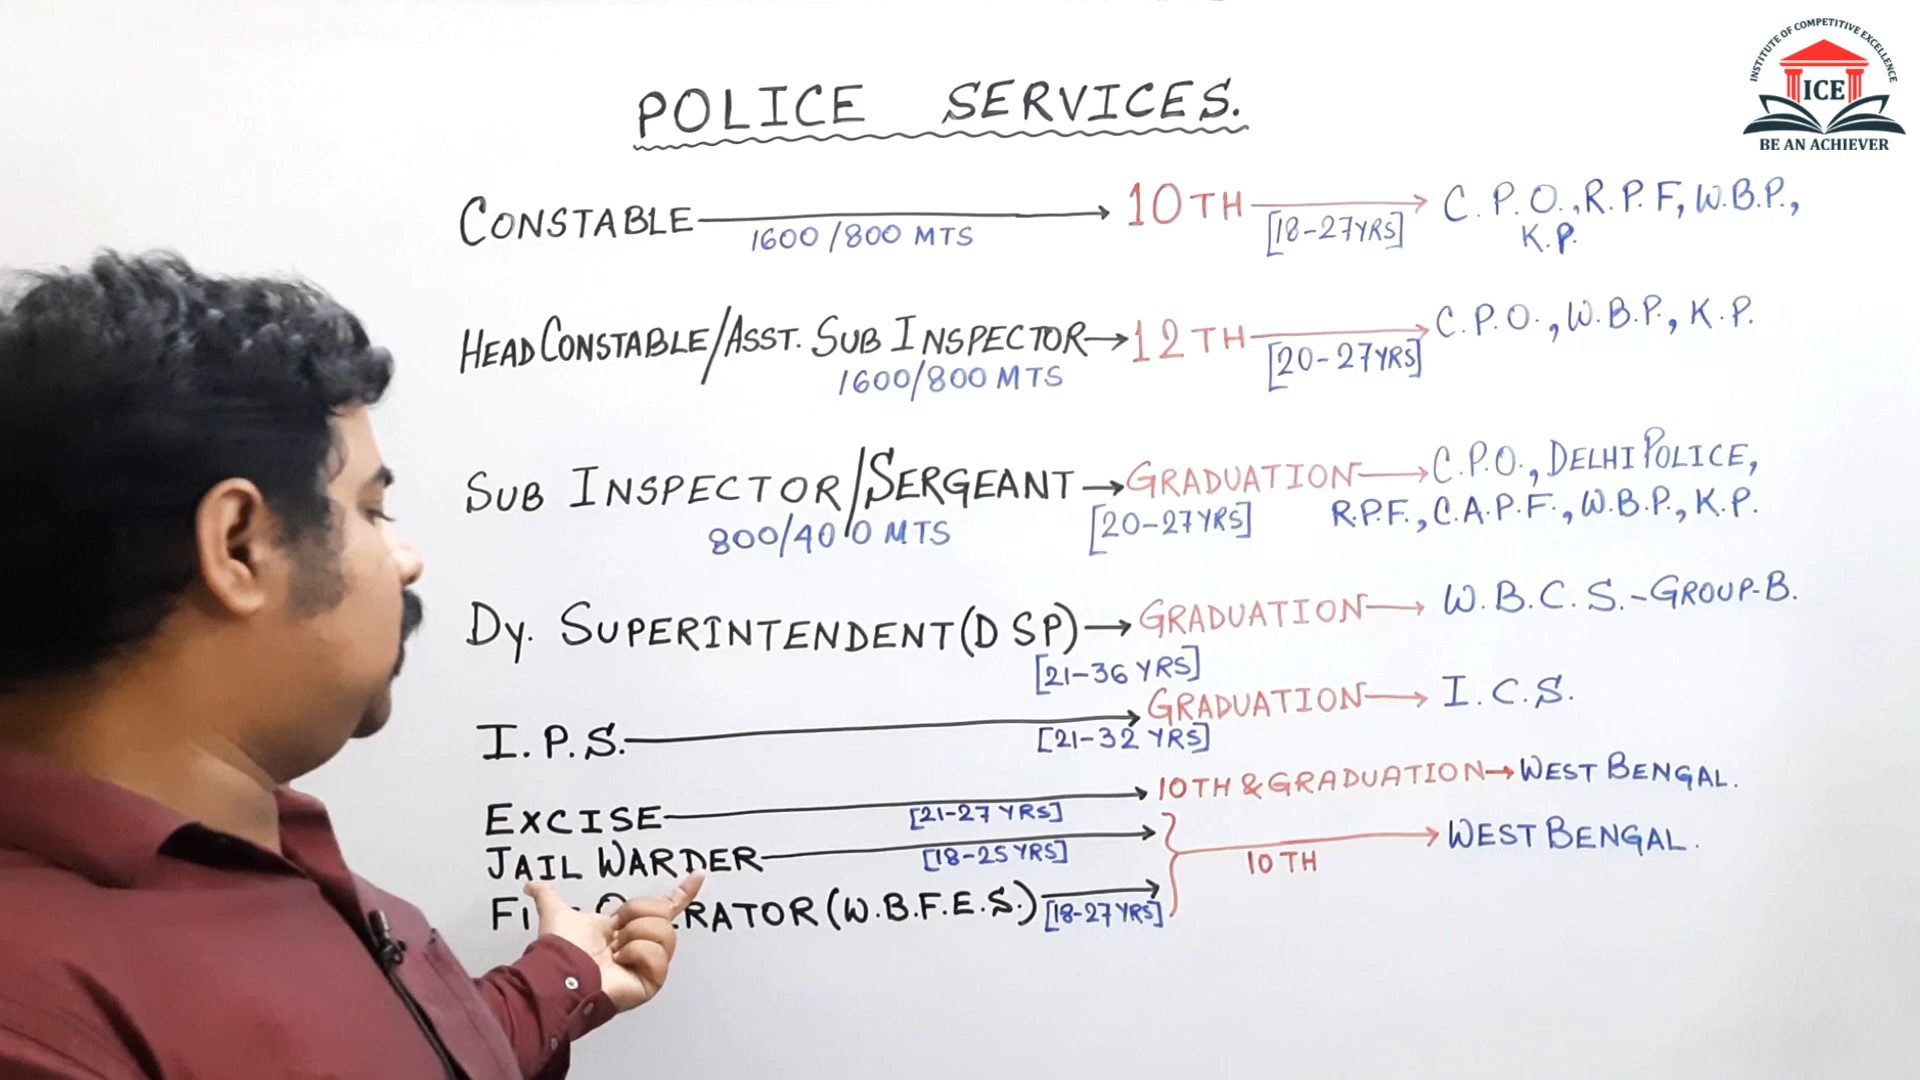 INSTITUTE OF COMPETITIVE EXCELLENCE
ICE
BE AN ACHIEVER
POLICE SERVICES.
CONSTABLE → 10TH → C.P.O., R.P.F, W.B.P.,
1600/800 MTS [18-27YRS] K.P.
HEAD CONSTABLE/ASST. SUB INSPECTOR → 12TH → C.P.O., W.B.P., K.P.
1600/800 MTS [20-27YRS]
SUB INSPECTOR/SERGEANT → GRADUATION → C.P.O., DELHI POLICE,
800/400 MTS [20-27YRS] R.P.F., C.A.P.F., W.B.P., K.P.
Dy. SUPERINTENDENT(DSP) → GRADUATION → W.B.C.S.-GROUP-B.
[21-36 YRS]
I.P.S. → GRADUATION → I.C.S.
[21-32 YRS]
EXCISE → 10TH & GRADUATION → WEST BENGAL.
[21-27 YRS]
JAIL WARDER → 10TH → WEST BENGAL.
[18-25 YRS]
RATOR (W.B.F.E.S.) → [18-27 YRS]